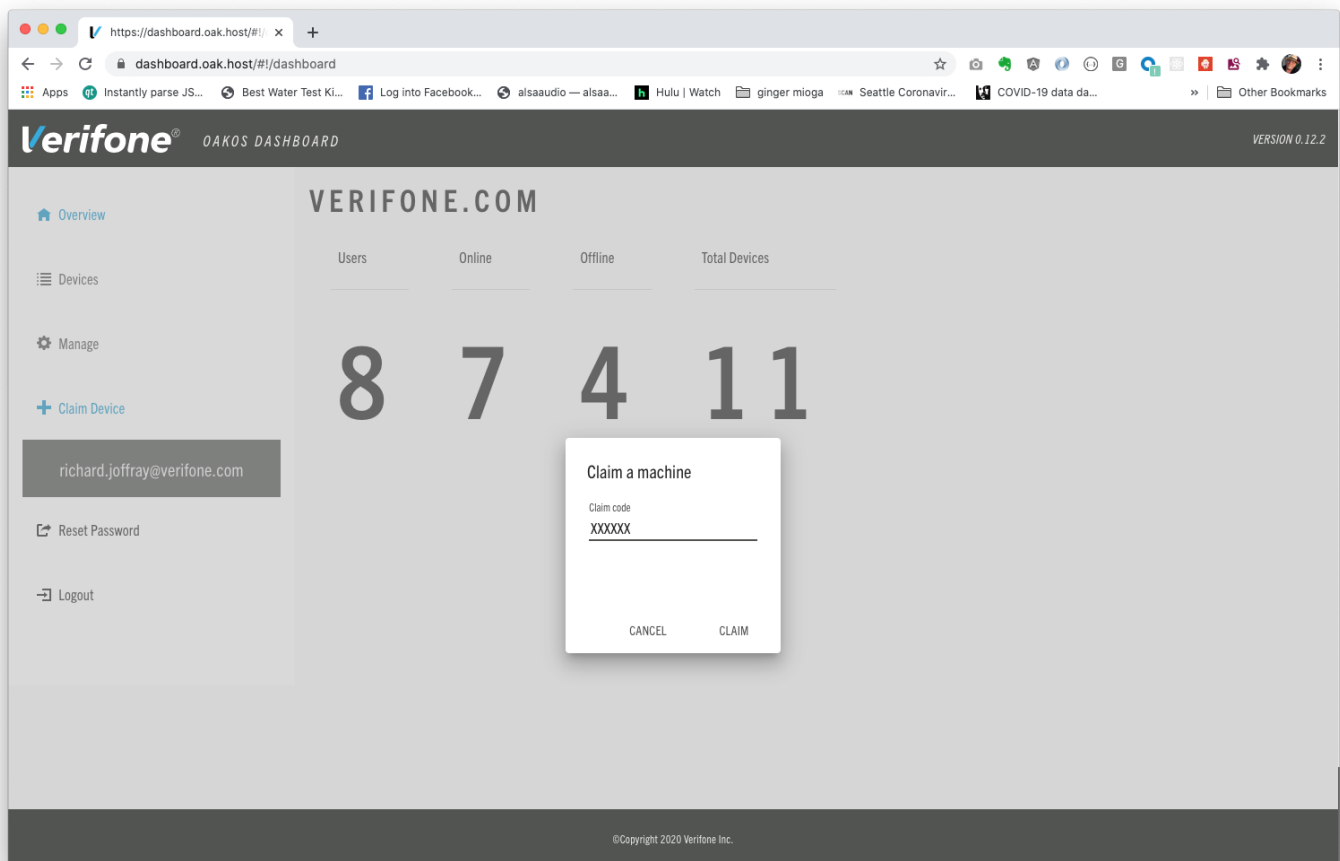 https://dashboard.oak.host/#!/
dashboard.oak.host/#!/dashboard
Apps
Instantly parse JS...
Best Water Test Ki...
Log into Facebook...
alsaaudio — alsaa...
Hulu | Watch
ginger mioga
Seattle Coronavir...
COVID-19 data da...
»
Other Bookmarks
Verifone®
OAKOS DASHBOARD
VERSION 0.12.2
Overview
Devices
Manage
Claim Device
richard.joffray@verifone.com
Reset Password
Logout
VERIFONE.COM
Users Online Offline Total Devices
8 7 4 11
Claim a machine
Claim code
XXXXXX
CANCEL CLAIM
©Copyright 2020 Verifone Inc.